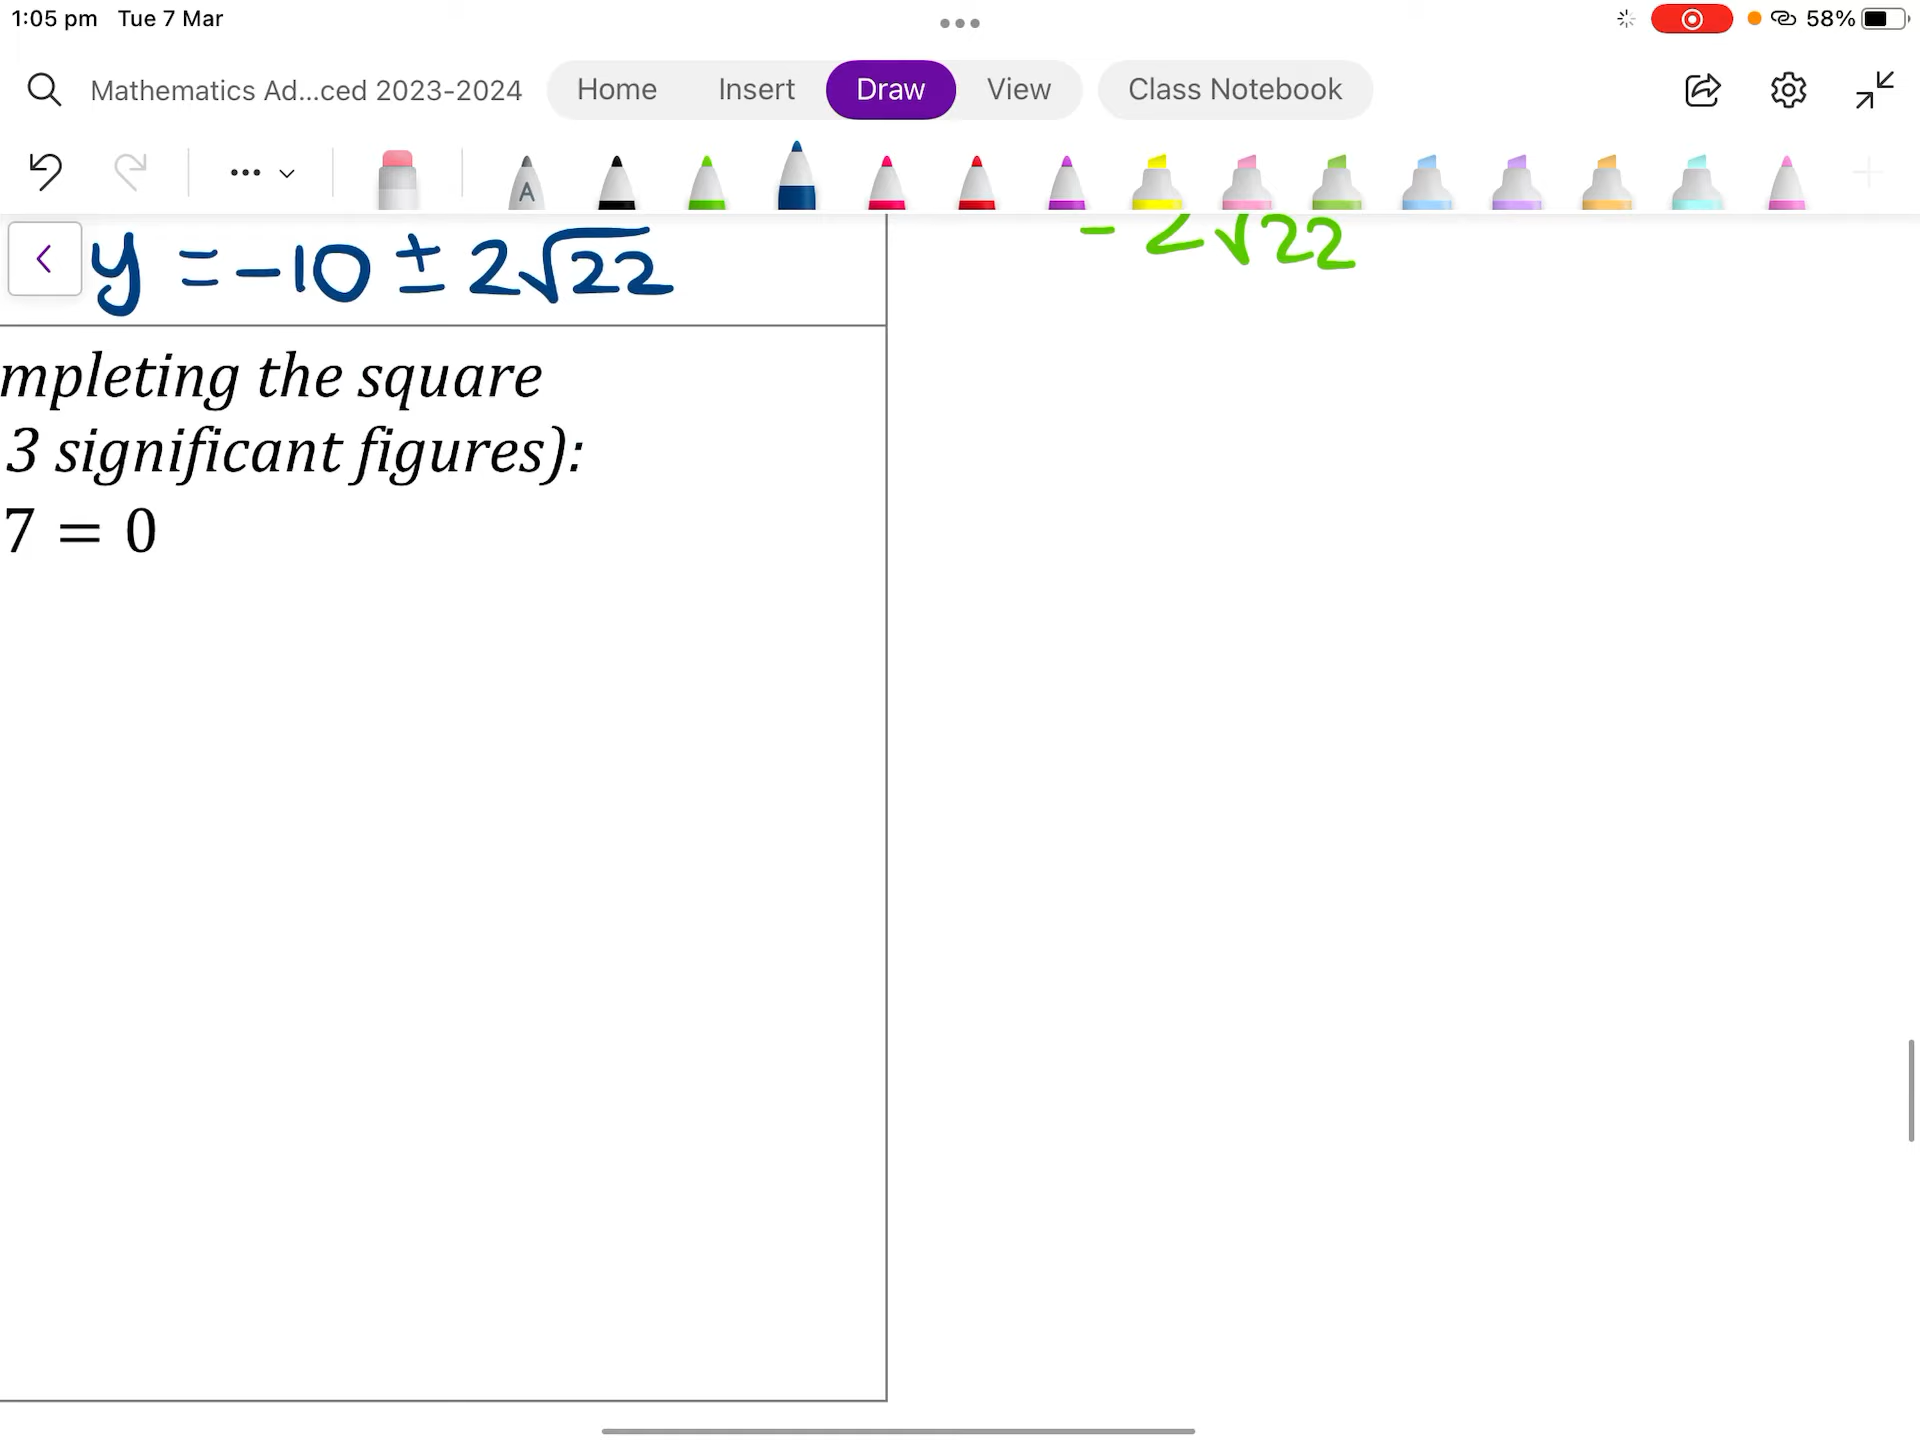 1:05 pm Tue 7 Mar 58%
Mathematics Ad...ced 2023-2024 Home Insert Draw View Class Notebook
A
y = -10 ± 2√22
- 2√22
mpleting the square
3 significant figures):
7 = 0